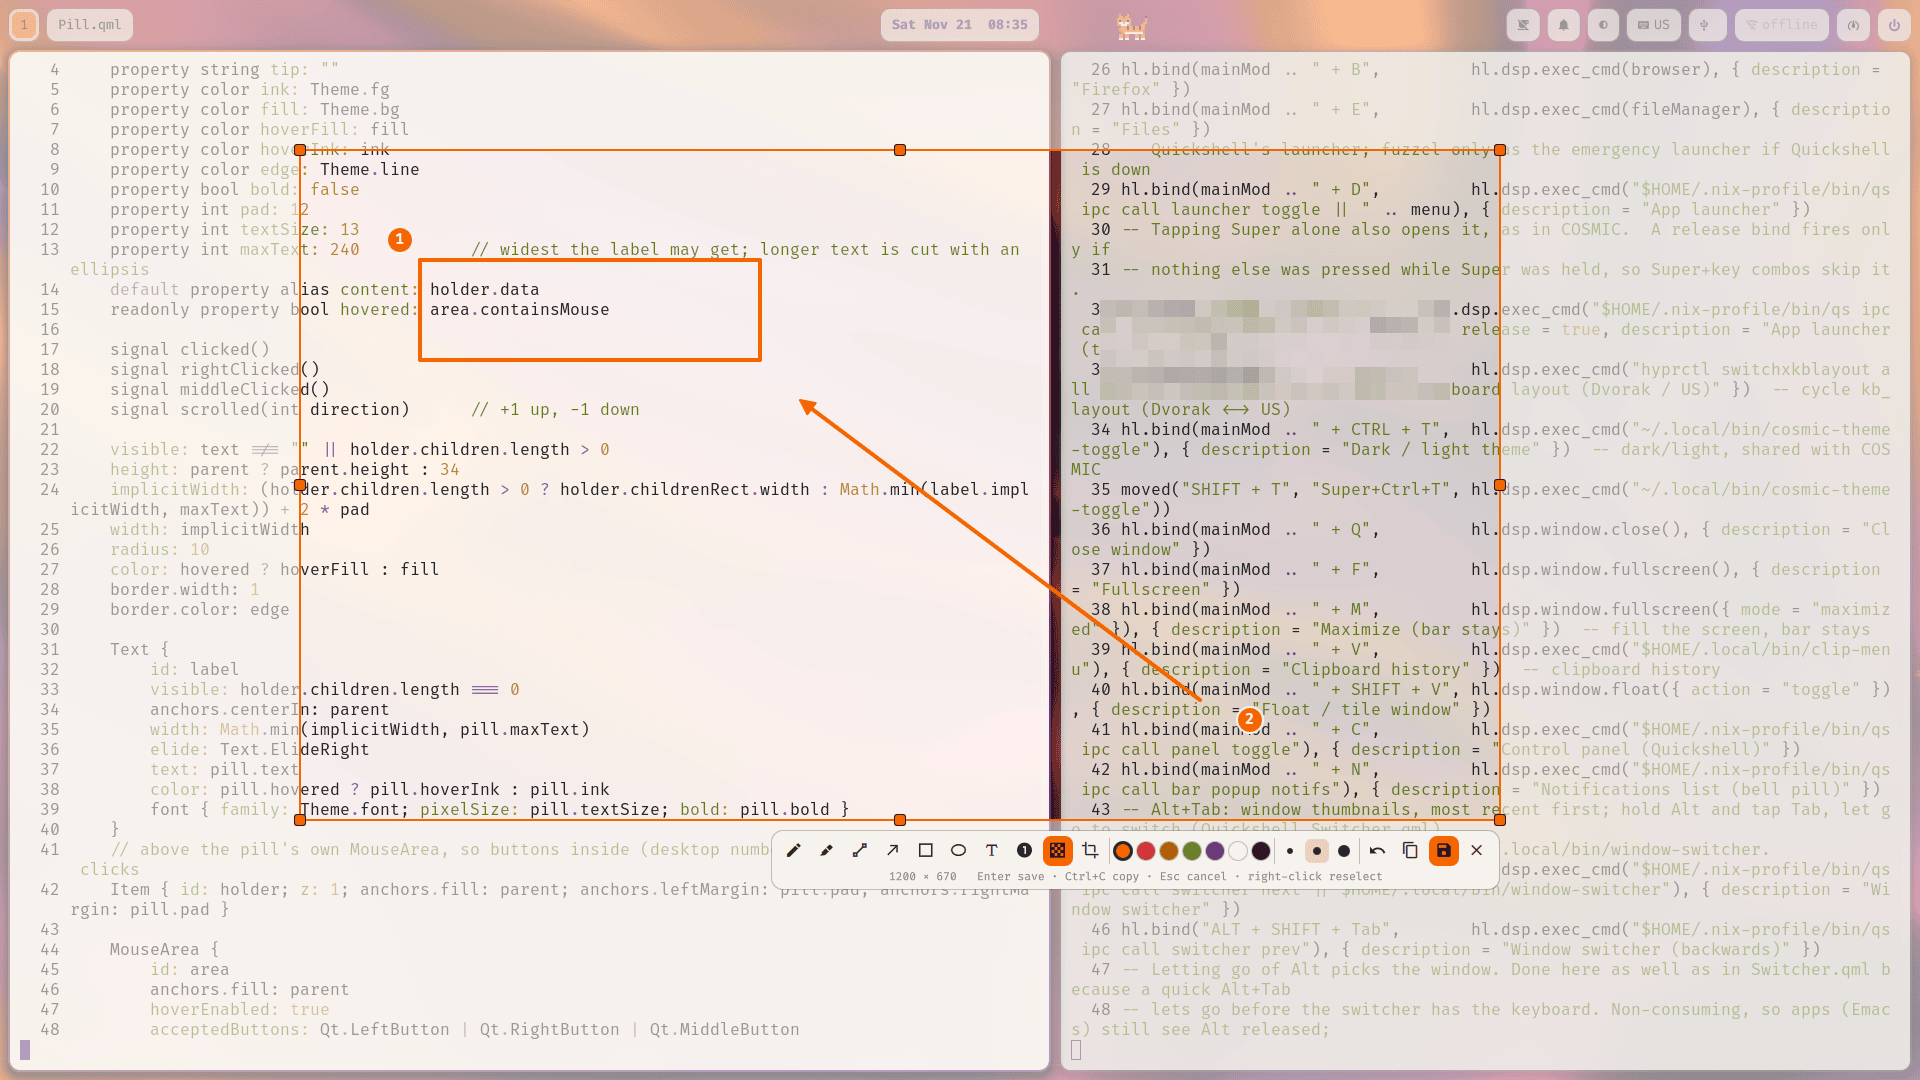 1 Pill.qml Sat Nov 21 08:35 US offline
4 property string tip: ""
5 property color ink: Theme.fg
6 property color fill: Theme.bg
7 property color hoverFill: fill
8 property color hoverInk: ink
9 property color edge: Theme.line
10 property bool bold: false
11 property int pad: 12
12 property int textSize: 13
1
13 property int maxText: 240 // widest the label may get; longer text is cut with an
ellipsis
14 default property alias content: holder.data
15 readonly property bool hovered: area.containsMouse
16
17 signal clicked()
18 signal rightClicked()
19 signal middleClicked()
20 signal scrolled(int direction) // +1 up, -1 down
21
22 visible: text !== "" || holder.children.length > 0
23 height: parent ? parent.height : 34
24 implicitWidth: (holder.children.length > 0 ? holder.childrenRect.width : Math.min(label.impl
icitWidth, maxText)) + 2 * pad
25 width: implicitWidth
26 radius: 10
27 color: hovered ? hoverFill : fill
28 border.width: 1
29 border.color: edge
30
31 Text {
32 id: label
33 visible: holder.children.length === 0
34 anchors.centerIn: parent
35 width: Math.min(implicitWidth, pill.maxText)
36 elide: Text.ElideRight
37 text: pill.text
38 color: pill.hovered ? pill.hoverInk : pill.ink
39 font { family: Theme.font; pixelSize: pill.textSize; bold: pill.bold }
40 }
41 // above the pill's own MouseArea, so buttons inside (desktop numb
clicks
42 Item { id: holder; z: 1; anchors.fill: parent; anchors.leftMargin: pill.pad; anchors.rightMa
rgin: pill.pad }
43
44 MouseArea {
45 id: area
46 anchors.fill: parent
47 hoverEnabled: true
48 acceptedButtons: Qt.LeftButton | Qt.RightButton | Qt.MiddleButton
26 hl.bind(mainMod .. " + B", hl.dsp.exec_cmd(browser), { description =
"Firefox" })
27 hl.bind(mainMod .. " + E", hl.dsp.exec_cmd(fileManager), { descriptio
n = "Files" })
28 Quickshell's launcher; fuzzel only as the emergency launcher if Quickshell
is down
29 hl.bind(mainMod .. " + D", hl.dsp.exec_cmd("$HOME/.nix-profile/bin/qs
ipc call launcher toggle || " .. menu), { description = "App launcher" })
30 -- Tapping Super alone also opens it, as in COSMIC. A release bind fires onl
y if
31 -- nothing else was pressed while Super was held, so Super+key combos skip it
.
3 .dsp.exec_cmd("$HOME/.nix-profile/bin/qs ipc
ca release = true, description = "App launcher
(t
3 hl.dsp.exec_cmd("hyprctl switchxkblayout a
ll board layout (Dvorak / US)" }) -- cycle kb_
layout (Dvorak <-> US)
34 hl.bind(mainMod .. " + CTRL + T", hl.dsp.exec_cmd("~/.local/bin/cosmic-theme
-toggle"), { description = "Dark / light theme" }) -- dark/light, shared with COS
MIC
35 moved("SHIFT + T", "Super+Ctrl+T", hl.dsp.exec_cmd("~/.local/bin/cosmic-theme
-toggle"))
36 hl.bind(mainMod .. " + Q", hl.dsp.window.close(), { description = "Cl
ose window" })
37 hl.bind(mainMod .. " + F", hl.dsp.window.fullscreen(), { description
= "Fullscreen" })
38 hl.bind(mainMod .. " + M", hl.dsp.window.fullscreen({ mode = "maximiz
ed" }), { description = "Maximize (bar stays)" }) -- fill the screen, bar stays
39 hl.bind(mainMod .. " + V", hl.dsp.exec_cmd("$HOME/.local/bin/clip-men
u"), { description = "Clipboard history" }) -- clipboard history
40 hl.bind(mainMod .. " + SHIFT + V", hl.dsp.window.float({ action = "toggle" })
, { description = "Float / tile window" })
2
41 hl.bind(mainMod .. " + C", hl.dsp.exec_cmd("$HOME/.nix-profile/bin/qs
ipc call panel toggle"), { description = "Control panel (Quickshell)" })
42 hl.bind(mainMod .. " + N", hl.dsp.exec_cmd("$HOME/.nix-profile/bin/qs
ipc call bar popup notifs"), { description = "Notifications list (bell pill)" })
43 -- Alt+Tab: window thumbnails, most recent first; hold Alt and tap Tab, let g
o to switch (Quickshell Switcher.qml)
.local/bin/window-switcher.
ipc call switcher next || $HOME/.local/bin/window-switcher"), { description = "Wi
ndow switcher" })
46 hl.bind("ALT + SHIFT + Tab", hl.dsp.exec_cmd("$HOME/.nix-profile/bin/qs
ipc call switcher prev"), { description = "Window switcher (backwards)" })
47 -- Letting go of Alt picks the window. Done here as well as in Switcher.qml b
ecause a quick Alt+Tab
48 -- lets go before the switcher has the keyboard. Non-consuming, so apps (Emac
s) still see Alt released;
T 1
1200 × 670 Enter save · Ctrl+C copy · Esc cancel · right-click reselect